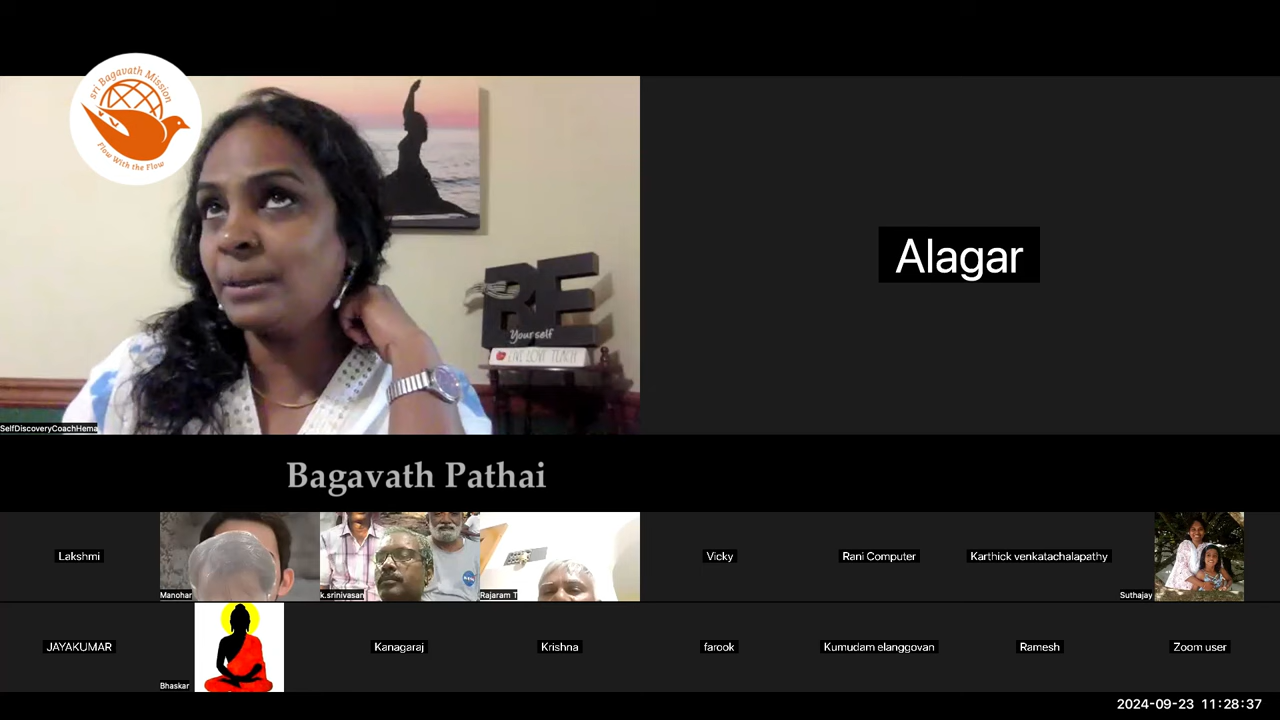 sri Bagavath Mission
Flow With the Flow
BE
Yourself
LIVE LOVE TEACH
SelfDiscoveryCoachHema
Alagar
Bagavath Pathai
Lakshmi
Manohar
k.srinivasan
Rajaram T
Vicky
Rani Computer
Karthick venkatachalapathy
Suthajay
JAYAKUMAR
Bhaskar
Kanagaraj
Krishna
farook
Kumudam elanggovan
Ramesh
Zoom user
2024-09-23 11:28:37